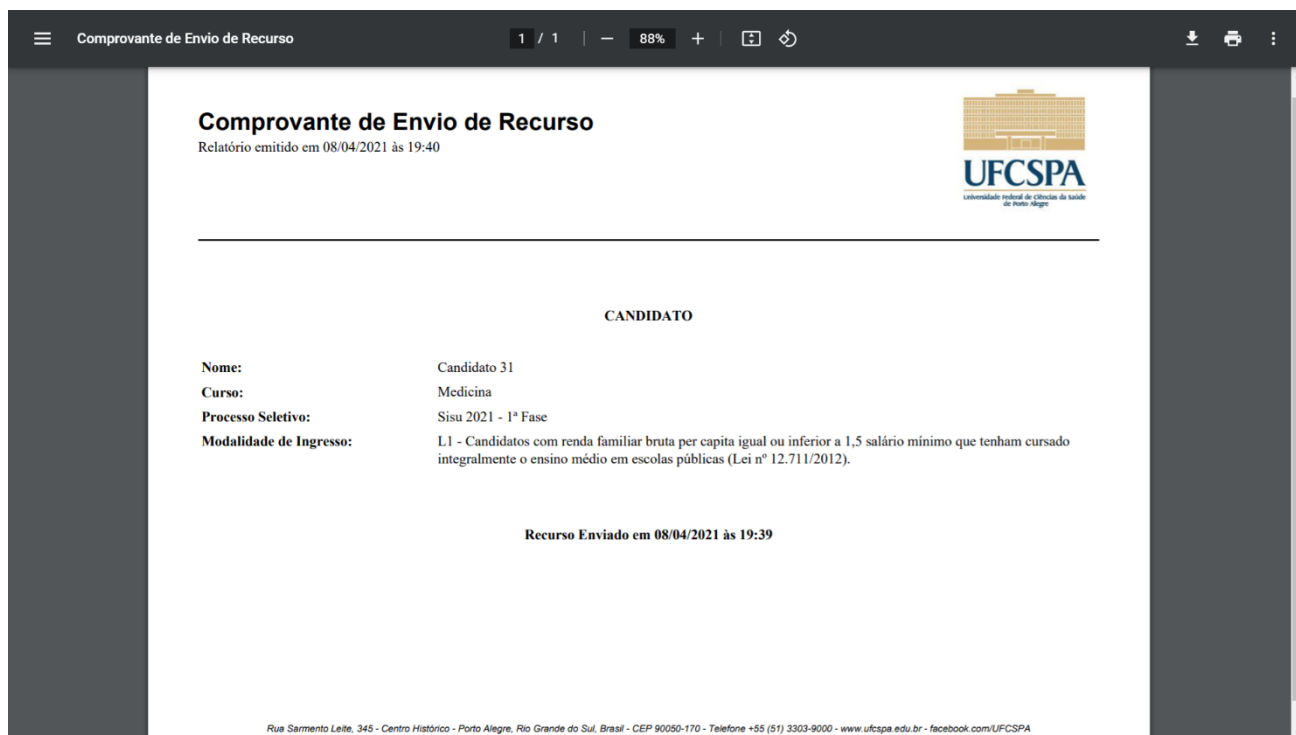 Comprovante de Envio de Recurso
1 / 1
88%
Comprovante de Envio de Recurso
Relatório emitido em 08/04/2021 às 19:40
UFCSPA
Universidade Federal de Ciências da Saúde
de Porto Alegre
CANDIDATO
Nome: Candidato 31
Curso: Medicina
Processo Seletivo: Sisu 2021 - 1ª Fase
Modalidade de Ingresso: L1 - Candidatos com renda familiar bruta per capita igual ou inferior a 1,5 salário mínimo que tenham cursado
integralmente o ensino médio em escolas públicas (Lei nº 12.711/2012).
Recurso Enviado em 08/04/2021 às 19:39
Rua Sarmento Leite, 345 - Centro Histórico - Porto Alegre, Rio Grande do Sul, Brasil - CEP 90050-170 - Telefone +55 (51) 3303-9000 - www.ufcspa.edu.br - facebook.com/UFCSPA